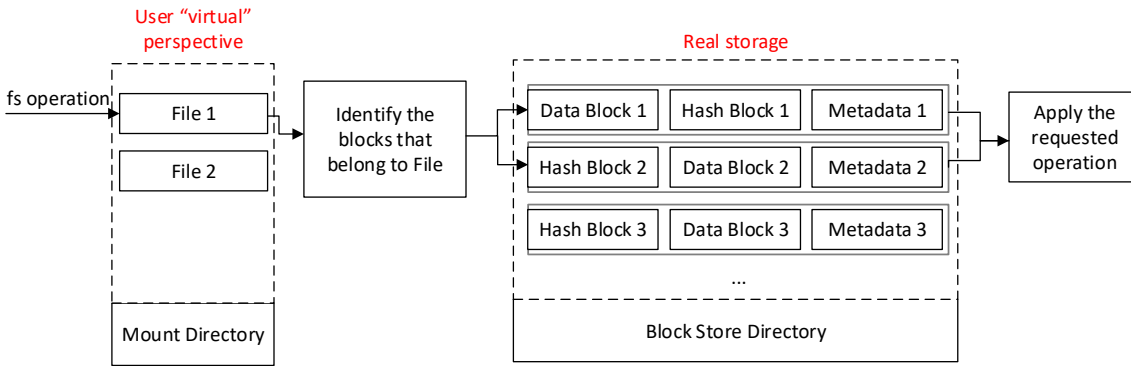 User “virtual”
perspective
fs operation
File 1
File 2
Mount Directory
Identify the
blocks that
belong to File
Real storage
Data Block 1
Hash Block 1
Metadata 1
Hash Block 2
Data Block 2
Metadata 2
Hash Block 3
Data Block 3
Metadata 3
...
Block Store Directory
Apply the
requested
operation